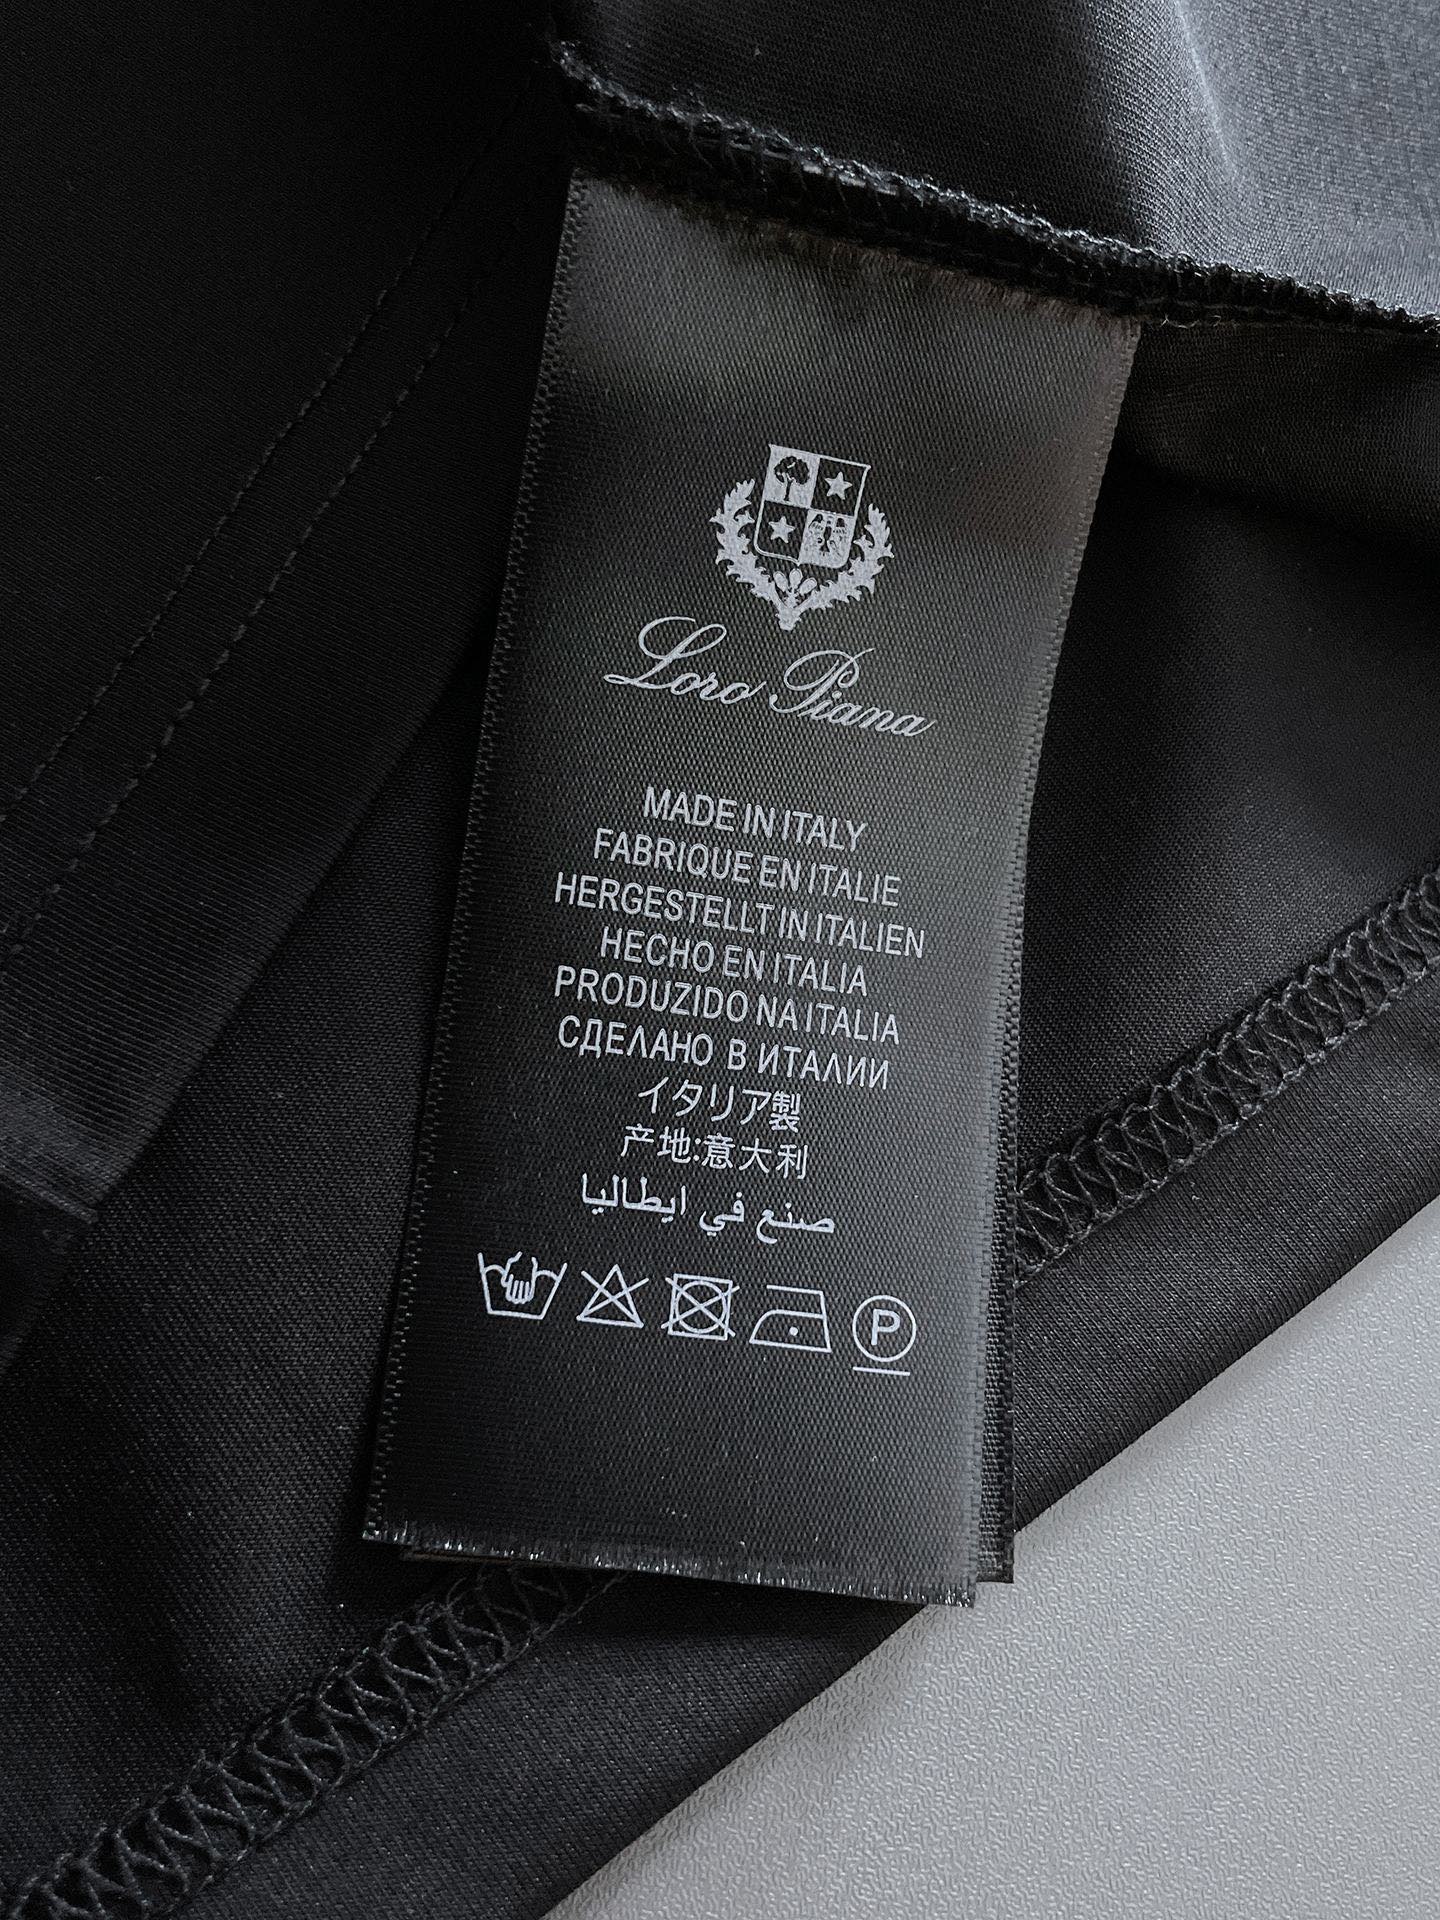 Loro Piana
MADE IN ITALY
FABRIQUE EN ITALIE
HERGESTELLT IN ITALIEN
HECHO EN ITALIA
PRODUZIDO NA ITALIA
СДЕЛАНО В ИТАЛИИ
イタリア製
产地:意大利
صنع في ايطاليا
P